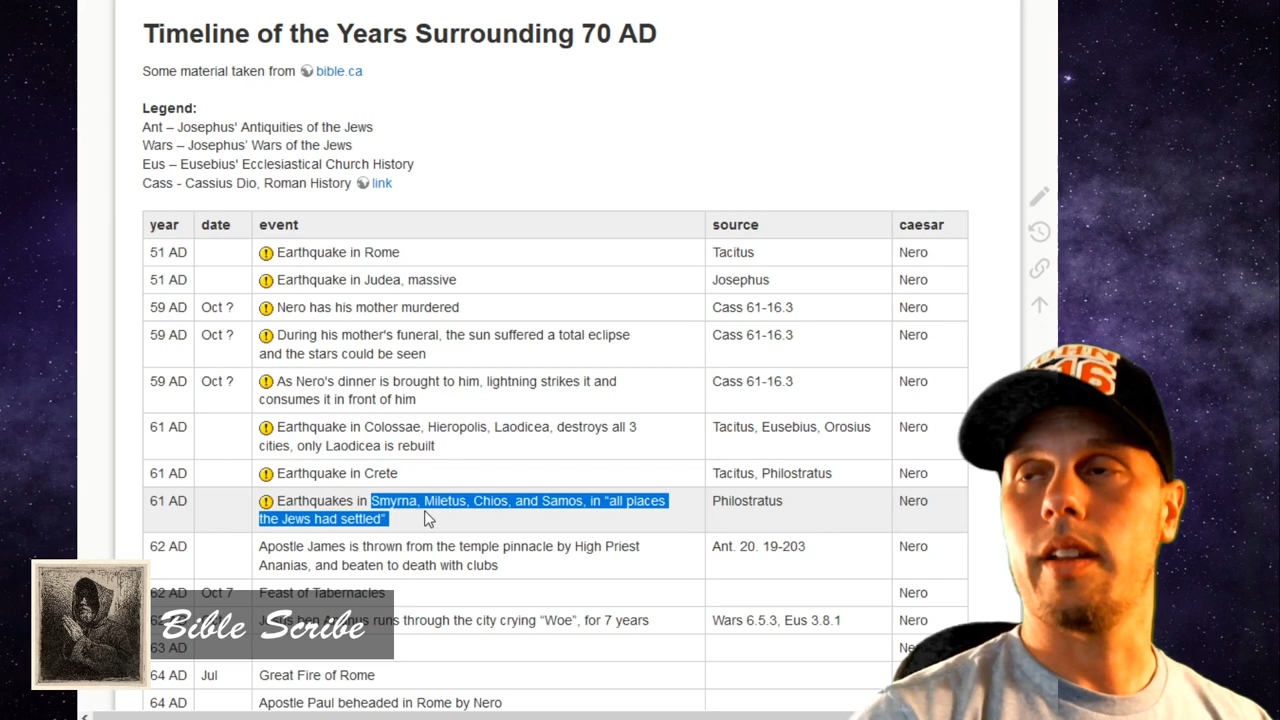 Timeline of the Years Surrounding 70 AD
Some material taken from bible.ca
Legend:
Ant – Josephus' Antiquities of the Jews
Wars – Josephus' Wars of the Jews
Eus – Eusebius' Ecclesiastical Church History
Cass - Cassius Dio, Roman History link
year date event source caesar
51 AD Earthquake in Rome Tacitus Nero
51 AD Earthquake in Judea, massive Josephus Nero
59 AD Oct ? Nero has his mother murdered Cass 61-16.3 Nero
59 AD Oct ? During his mother's funeral, the sun suffered a total eclipse Cass 61-16.3 Nero
and the stars could be seen
59 AD Oct ? As Nero's dinner is brought to him, lightning strikes it and Cass 61-16.3 Nero
consumes it in front of him
61 AD Earthquake in Colossae, Hieropolis, Laodicea, destroys all 3 Tacitus, Eusebius, Orosius Nero
cities, only Laodicea is rebuilt
61 AD Earthquake in Crete Tacitus, Philostratus Nero
61 AD Earthquakes in Smyrna, Miletus, Chios, and Samos, in "all places Philostratus Nero
the Jews had settled"
62 AD Apostle James is thrown from the temple pinnacle by High Priest Ant. 20. 19-203 Nero
Ananias, and beaten to death with clubs
62 AD Oct 7 Feast of Tabernacles Nero
runs through the city crying "Woe", for 7 years Wars 6.5.3, Eus 3.8.1 Nero
Bible Scribe
63 AD
64 AD Jul Great Fire of Rome
64 AD Apostle Paul beheaded in Rome by Nero
JOHN
16